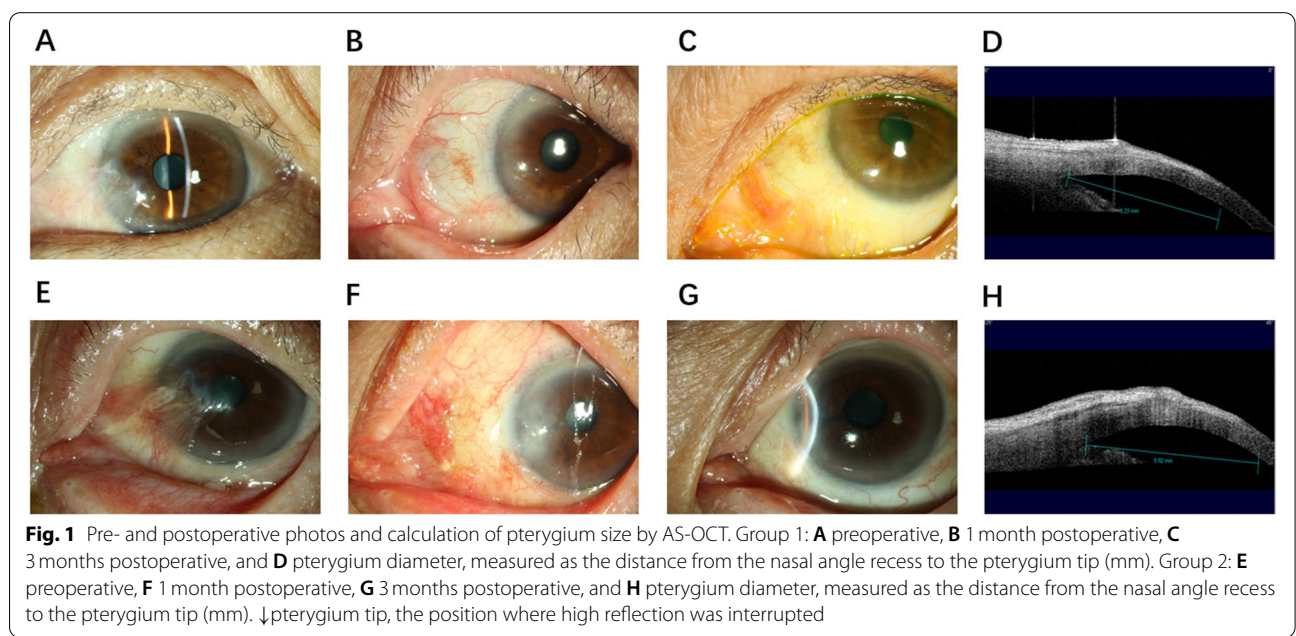 A
B
C
D
E
F
G
H
Fig. 1 Pre- and postoperative photos and calculation of pterygium size by AS-OCT. Group 1: A preoperative, B 1 month postoperative, C
3 months postoperative, and D pterygium diameter, measured as the distance from the nasal angle recess to the pterygium tip (mm). Group 2: E
preoperative, F 1 month postoperative, G 3 months postoperative, and H pterygium diameter, measured as the distance from the nasal angle recess
to the pterygium tip (mm). ↓pterygium tip, the position where high reflection was interrupted